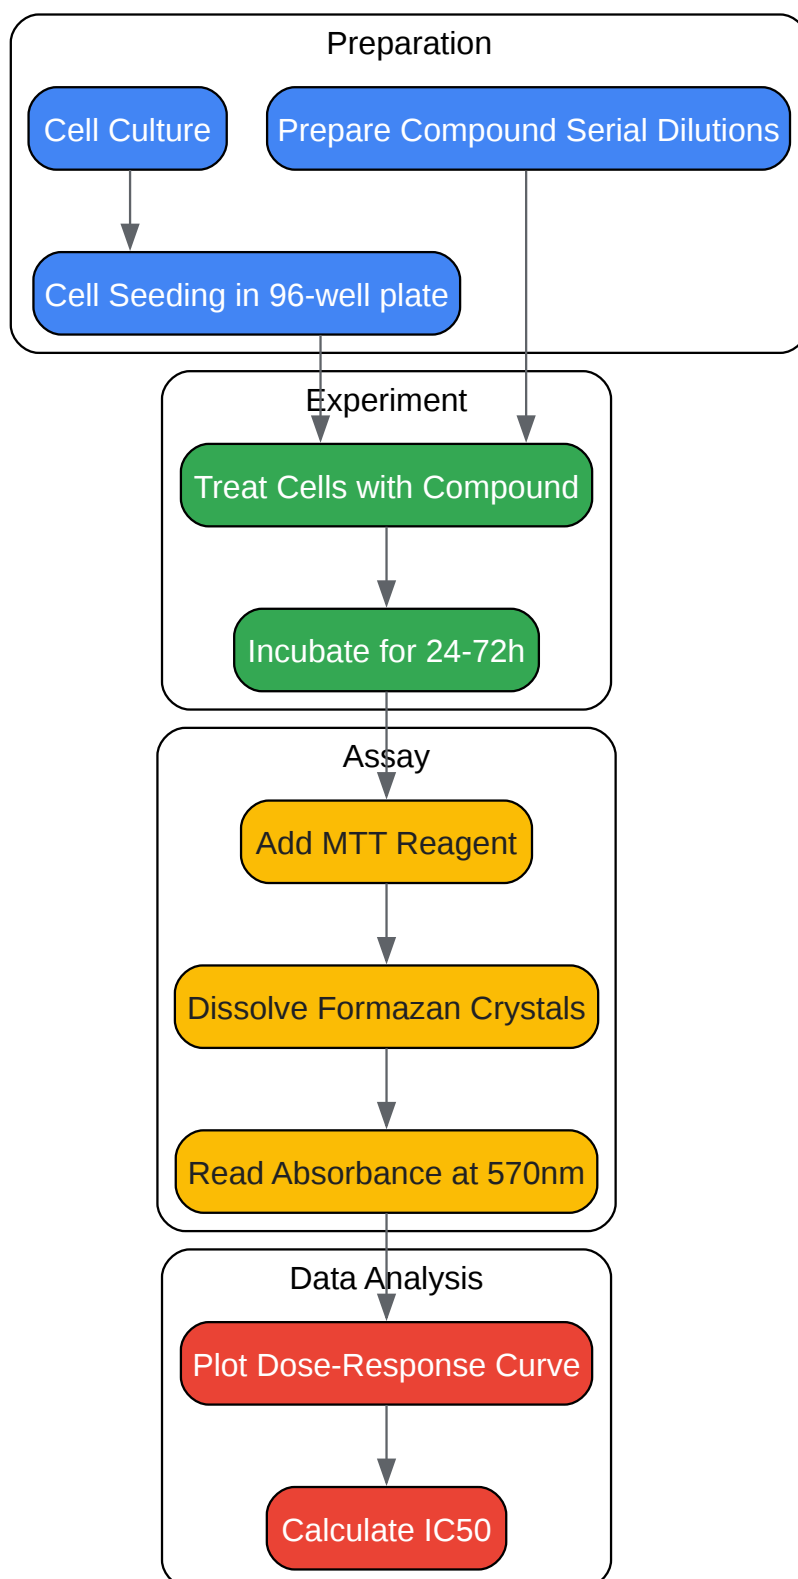 Preparation
Cell Culture
Prepare Compound Serial Dilutions
Cell Seeding in 96-well plate
Experiment
Treat Cells with Compound
Incubate for 24-72h
Assay
Add MTT Reagent
Dissolve Formazan Crystals
Read Absorbance at 570nm
Data Analysis
Plot Dose-Response Curve
Calculate IC50